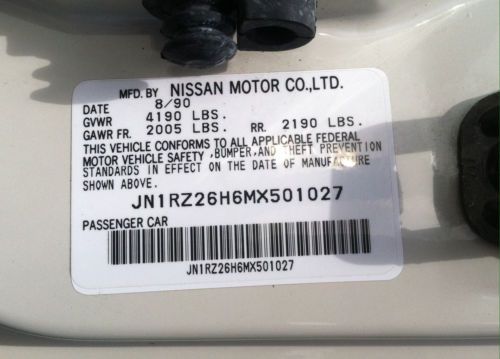 MFD. BY NISSAN MOTOR CO.,LTD.
DATE 8/90
GVWR 4190 LBS.
GAWR FR. 2005 LBS. RR. 2190 LBS.
THIS VEHICLE CONFORMS TO ALL APPLICABLE FEDERAL
MOTOR VEHICLE SAFETY ,BUMPER,AND THEFT PREVENTION
STANDARDS IN EFFECT ON THE DATE OF MANUFACTURE
SHOWN ABOVE.
JN1RZ26H6MX501027
PASSENGER CAR
JN1RZ26H6MX501027